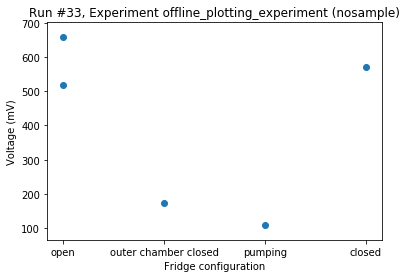 Run #33, Experiment offline_plotting_experiment (nosample)
700
600
500
400
300
200
100
Voltage (mV)
open outer chamber closed pumping closed
Fridge configuration